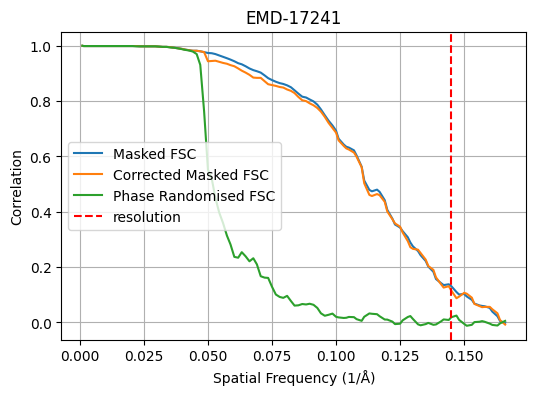 EMD-17241
1.0
0.8
0.6
0.4
0.2
0.0
Correlation
Masked FSC
Corrected Masked FSC
Phase Randomised FSC
resolution
0.000 0.025 0.050 0.075 0.100 0.125 0.150
Spatial Frequency (1/Å)